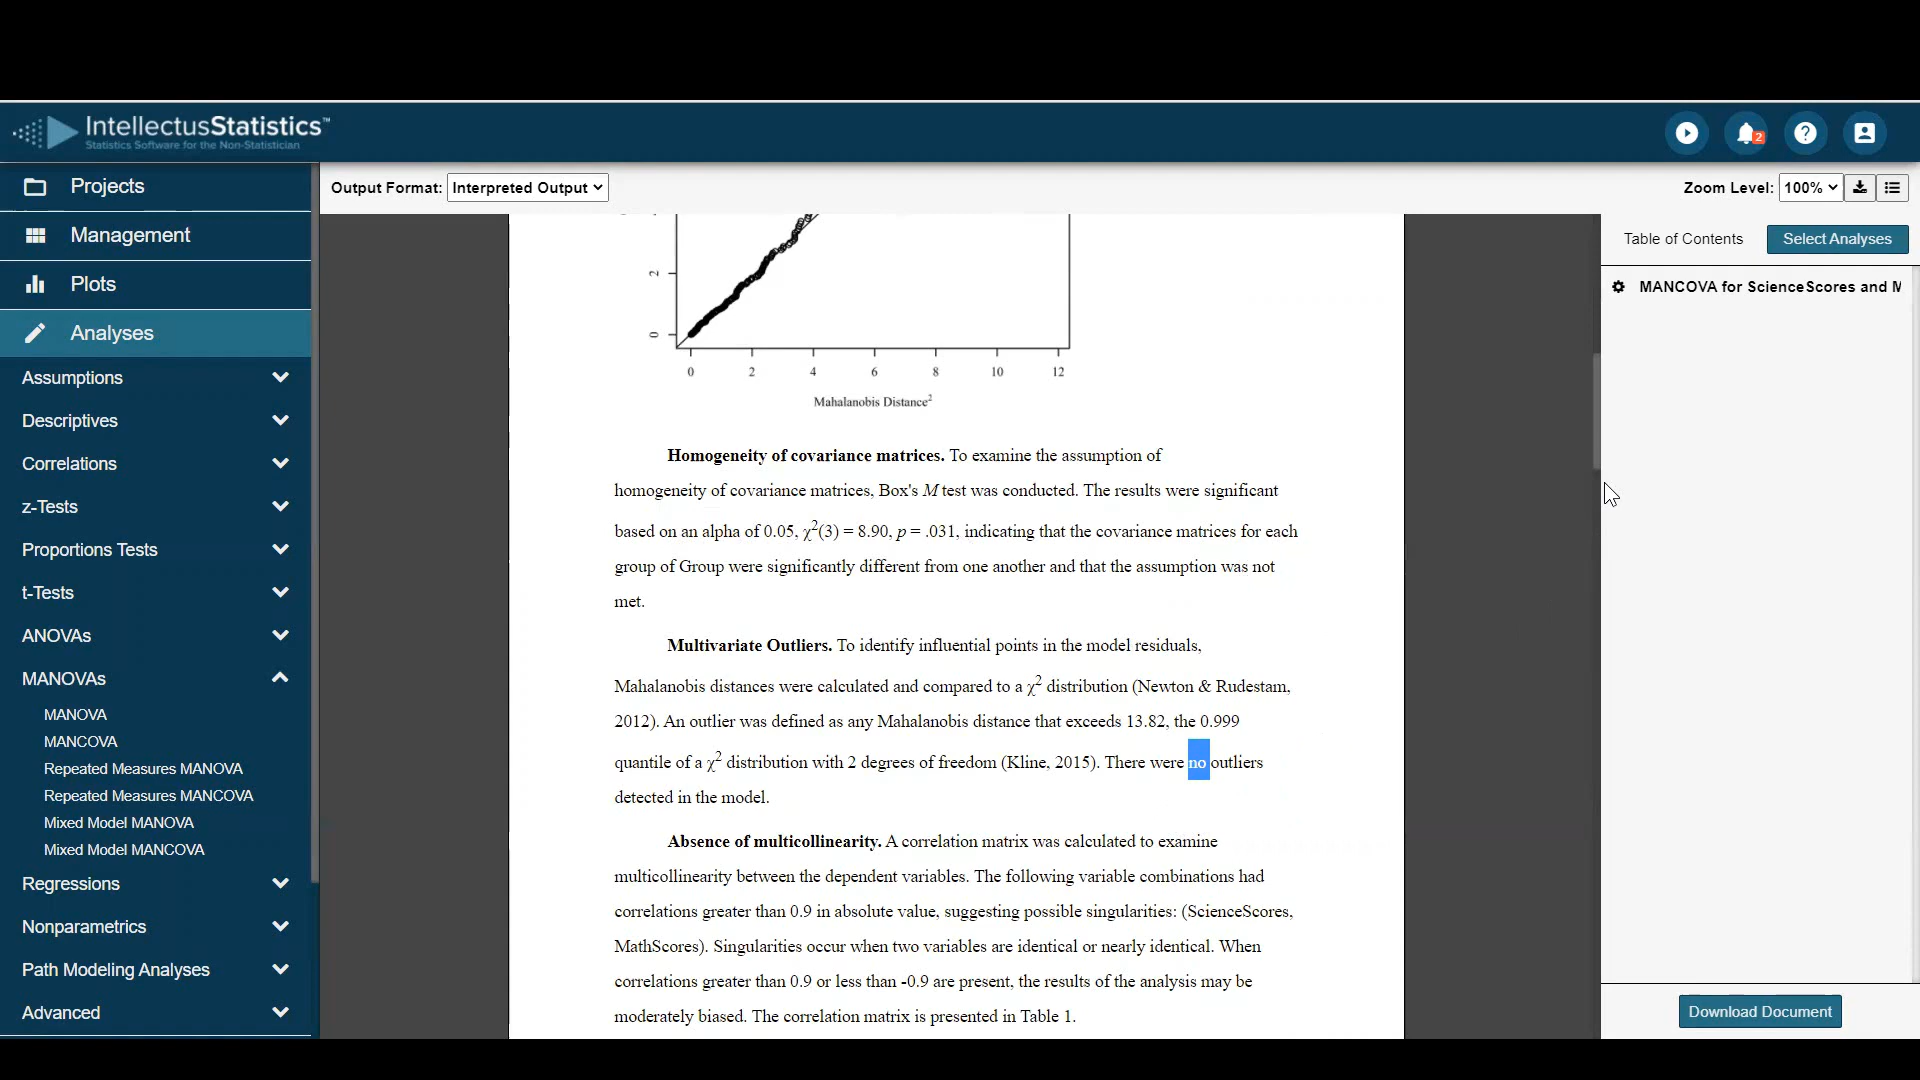 IntellectusStatistics™
Statistics Software for the Non-Statistician
2
Projects
Management
Plots
Analyses
Assumptions
Descriptives
Correlations
z-Tests
Proportions Tests
t-Tests
ANOVAs
MANOVAs
MANOVA
MANCOVA
Repeated Measures MANOVA
Repeated Measures MANCOVA
Mixed Model MANOVA
Mixed Model MANCOVA
Regressions
Nonparametrics
Path Modeling Analyses
Advanced
Output Format: Interpreted Output
Zoom Level: 100%
2
0
0 2 4 6 8 10 12
Mahalanobis Distance²
Homogeneity of covariance matrices. To examine the assumption of
homogeneity of covariance matrices, Box's M test was conducted. The results were significant
based on an alpha of 0.05, χ²(3) = 8.90, p = .031, indicating that the covariance matrices for each
group of Group were significantly different from one another and that the assumption was not
met.
Multivariate Outliers. To identify influential points in the model residuals,
Mahalanobis distances were calculated and compared to a χ² distribution (Newton & Rudestam,
2012). An outlier was defined as any Mahalanobis distance that exceeds 13.82, the 0.999
quantile of a χ² distribution with 2 degrees of freedom (Kline, 2015). There were no outliers
detected in the model.
Absence of multicollinearity. A correlation matrix was calculated to examine
multicollinearity between the dependent variables. The following variable combinations had
correlations greater than 0.9 in absolute value, suggesting possible singularities: (ScienceScores,
MathScores). Singularities occur when two variables are identical or nearly identical. When
correlations greater than 0.9 or less than -0.9 are present, the results of the analysis may be
moderately biased. The correlation matrix is presented in Table 1.
Table of Contents
Select Analyses
MANCOVA for ScienceScores and M
Download Document